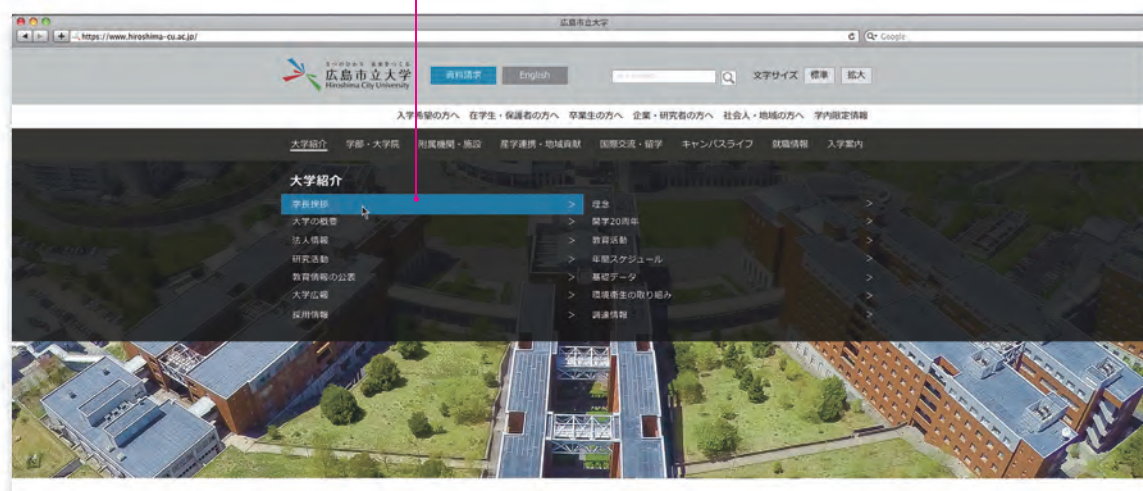 広島市立大学
https://www.hiroshima-cu.ac.jp/
Google
広島市立大学
Hiroshima City University
資料請求
English
文字サイズ 標準 拡大
入学希望の方へ 在学生・保護者の方へ 卒業生の方へ 企業・研究者の方へ 社会人・地域の方へ 学内限定情報
大学紹介 学部・大学院 附属機関・施設 産学連携・地域貢献 国際交流・留学 キャンパスライフ 就職情報 入学案内
大学紹介
学長挨拶 > 理念 >
大学の概要 > 開学20周年 >
法人情報 > 教育活動 >
研究活動 > 年間スケジュール >
教育情報の公表 > 基礎データ >
大学広報 > 環境衛生の取り組み >
採用情報 > 調達情報 >